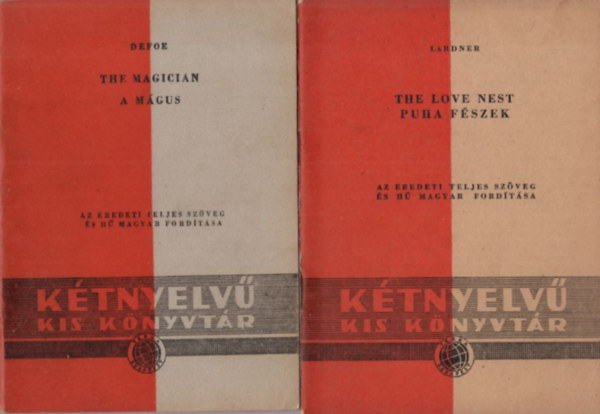 DEFOE
THE MAGICIAN
A MÁGUS
AZ EREDETI TELJES SZÖVEG
ÉS HŰ MAGYAR FORDÍTÁSA
KÉTNYELVŰ
KIS KÖNYVTÁR
LARDNER
THE LOVE NEST
PUHA FÉSZEK
AZ EREDETI TELJES SZÖVEG
ÉS HŰ MAGYAR FORDÍTÁSA
KÉTNYELVŰ
KIS KÖNYVTÁR